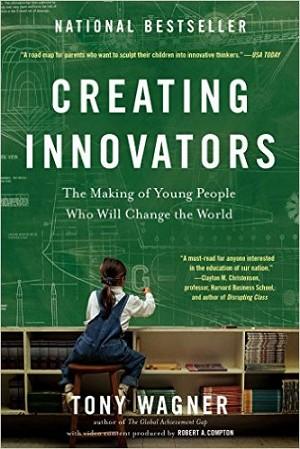 NATIONAL BESTSELLER
"A road map for parents who want to sculpt their children into innovative thinkers." —USA TODAY
CREATING
INNOVATORS
The Making of Young People
Who Will Change the World
"A must-read for anyone interested
in the education of our nation."
—Clayton M. Christensen,
professor, Harvard Business School,
and author of Disrupting Class
TONY WAGNER
author of The Global Achievement Gap
with video content produced by ROBERT A. COMPTON